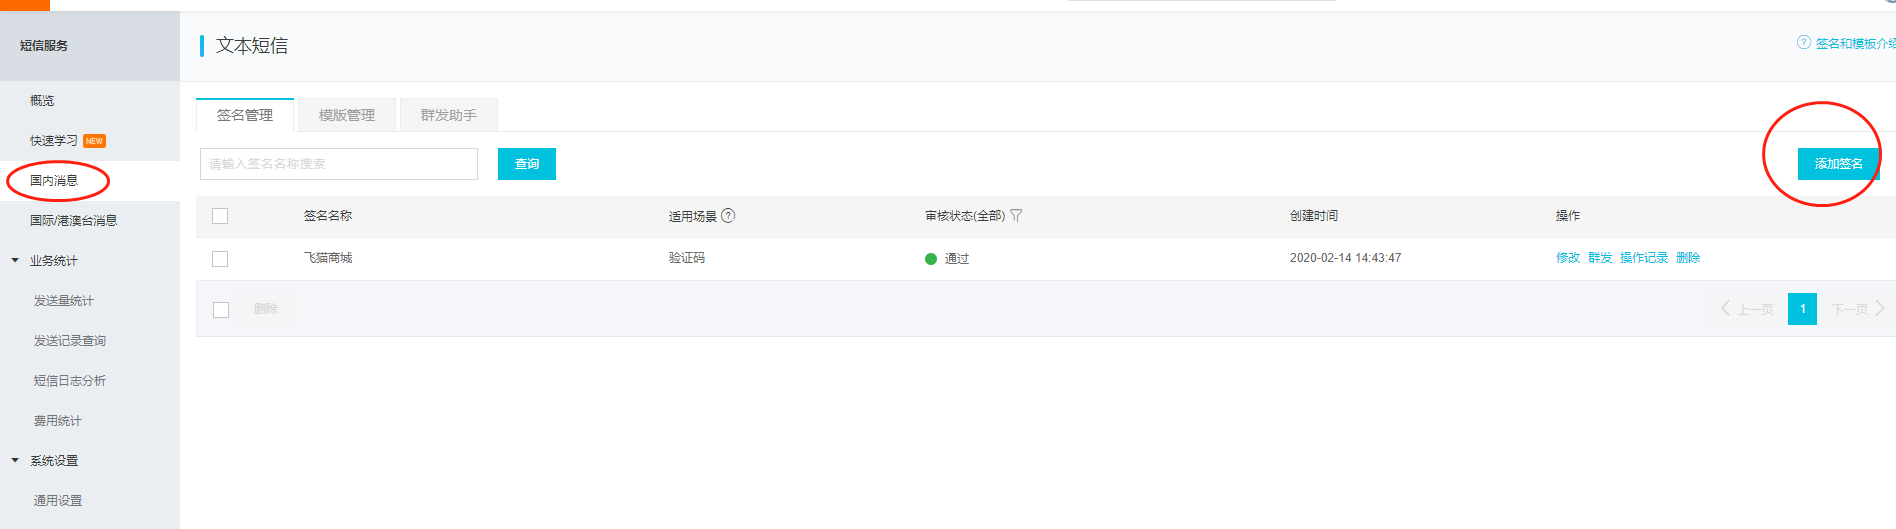 短信服务
文本短信
签名和模板介绍
概览
快速学习 NEW
国内消息
国际/港澳台消息
业务统计
发送量统计
发送记录查询
短信日志分析
费用统计
系统设置
通用设置
签名管理 模版管理 群发助手
请输入签名名称搜索 查询 添加签名
签名名称 适用场景 ? 审核状态(全部) 创建时间 操作
飞猫商城 验证码 通过 2020-02-14 14:43:47 修改 群发 操作记录 删除
删除 上一页 1 下一页